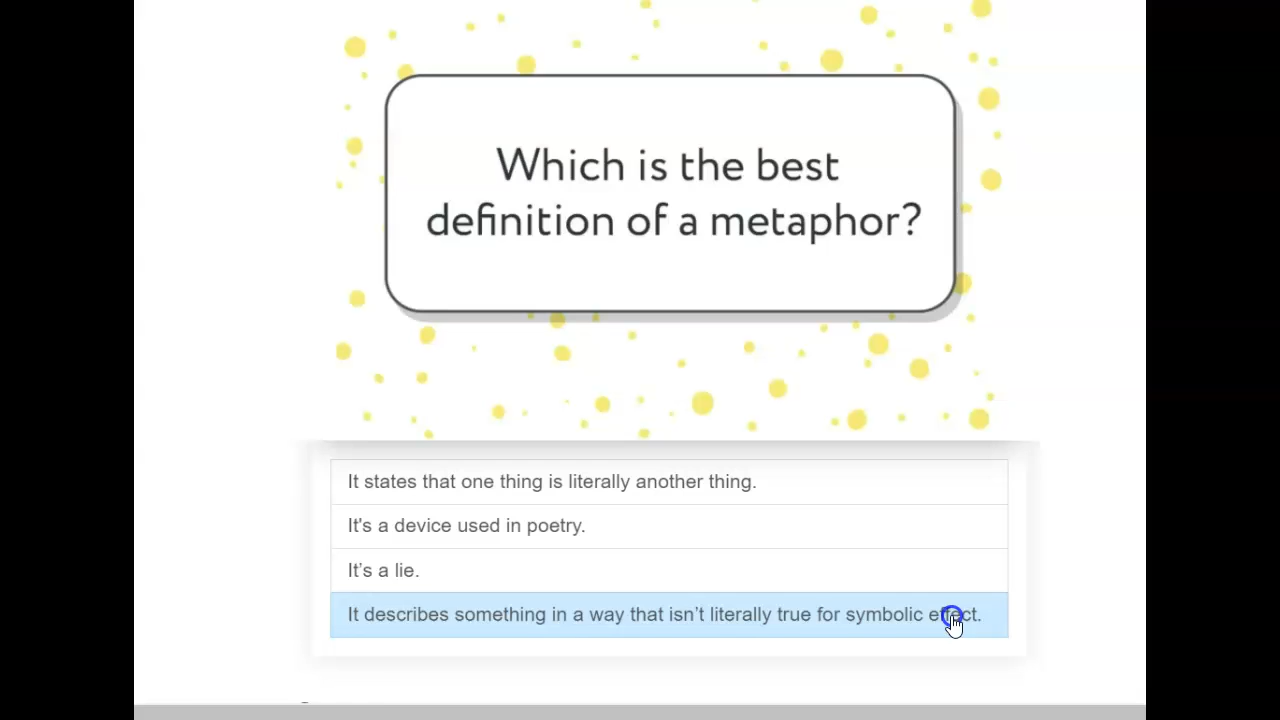 Which is the best
definition of a metaphor?
It states that one thing is literally another thing.
It's a device used in poetry.
It’s a lie.
It describes something in a way that isn’t literally true for symbolic effect.